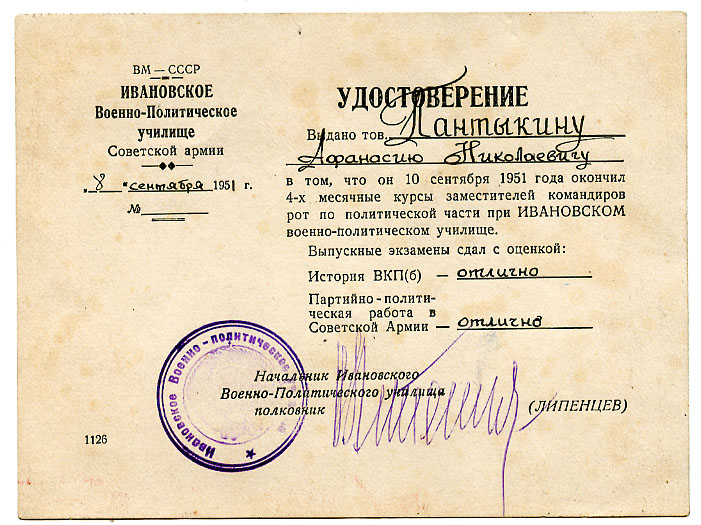 ВМ — СССР
ИВАНОВСКОЕ
Военно-Политическое
училище
Советской армии
„8 " сентября 1951 г.
№
УДОСТОВЕРЕНИЕ
Выдано тов. Пантыкину
Афанасию Николаевичу
в том, что он 10 сентября 1951 года окончил
4-х месячные курсы заместителей командиров
рот по политической части при ИВАНОВСКОМ
военно-политическом училище.
Выпускные экзамены сдал с оценкой:
История ВКП(б) — отлично
Партийно-полити-
ческая работа в
Советской Армии — отлично
Начальник Ивановского
Военно-Политического училища
полковник
(ЛИПЕНЦЕВ)
Ивановское Военно-политическое
1126